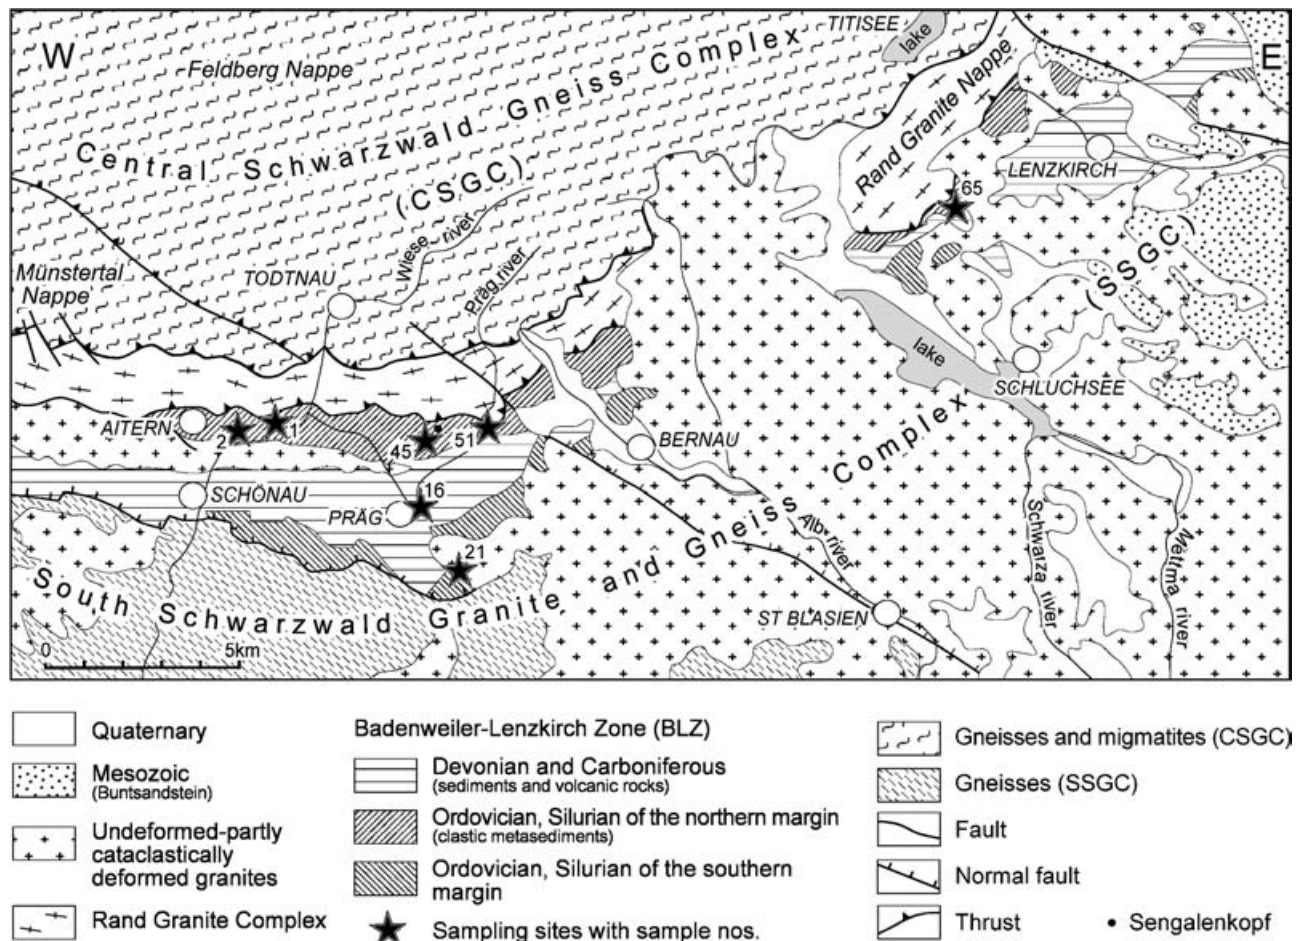 W
Feldberg Nappe
TITISEE
lake
E
Central Schwarzwald Gneiss Complex
(CSGC)
Rand Granite Nappe
LENZKIRCH
65
Wiese river
Präg river
Münstertal
Nappe
TODTNAU
(SSGC)
lake
SCHLUCHSEE
AITERN
2
1
45
51
BERNAU
SCHÖNAU
16
PRÄG
21
Alb river
Schwarza river
Mettma river
ST BLASIEN
South Schwarzwald Granite and Gneiss Complex
0 5km
Quaternary
Mesozoic
(Buntsandstein)
Undeformed-partly
cataclastically
deformed granites
Rand Granite Complex
Badenweiler-Lenzkirch Zone (BLZ)
Devonian and Carboniferous
(sediments and volcanic rocks)
Ordovician, Silurian of the northern margin
(clastic metasediments)
Ordovician, Silurian of the southern
margin
Sampling sites with sample nos.
Gneisses and migmatites (CSGC)
Gneisses (SSGC)
Fault
Normal fault
Thrust
Sengalenkopf